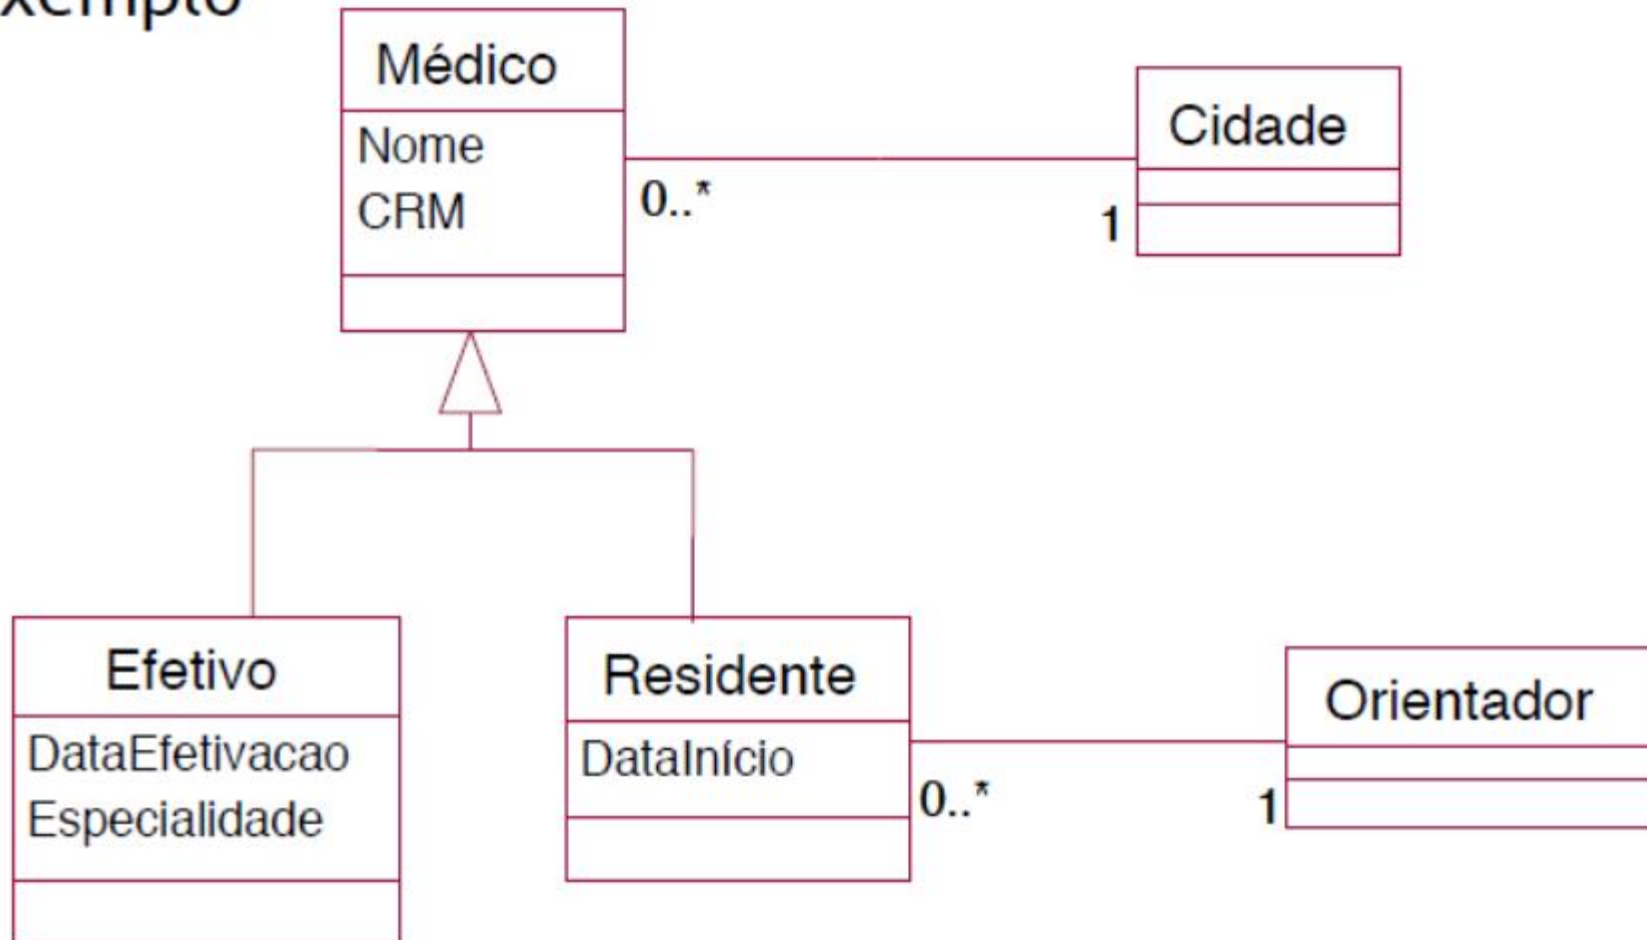 Médico
Nome
CRM
0..*
Cidade
1
Efetivo
DataEfetivacao
Especialidade
Residente
DataInício
0..*
Orientador
1